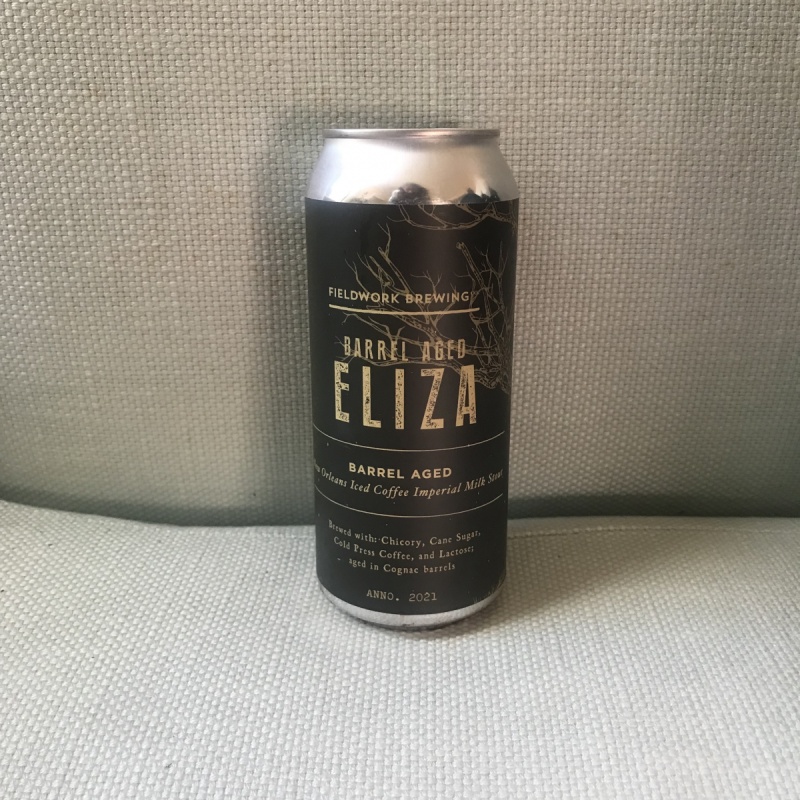 FIELDWORK BREWING
BARREL AGED
ELIZA
BARREL AGED
Orleans Iced Coffee Imperial Milk Stout
Brewed with: Chicory, Cane Sugar,
Cold Press Coffee, and Lactose;
aged in Cognac barrels
ANNO. 2021